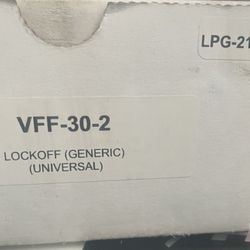 LPG-21
VFF-30-2
LOCKOFF (GENERIC)
(UNIVERSAL)